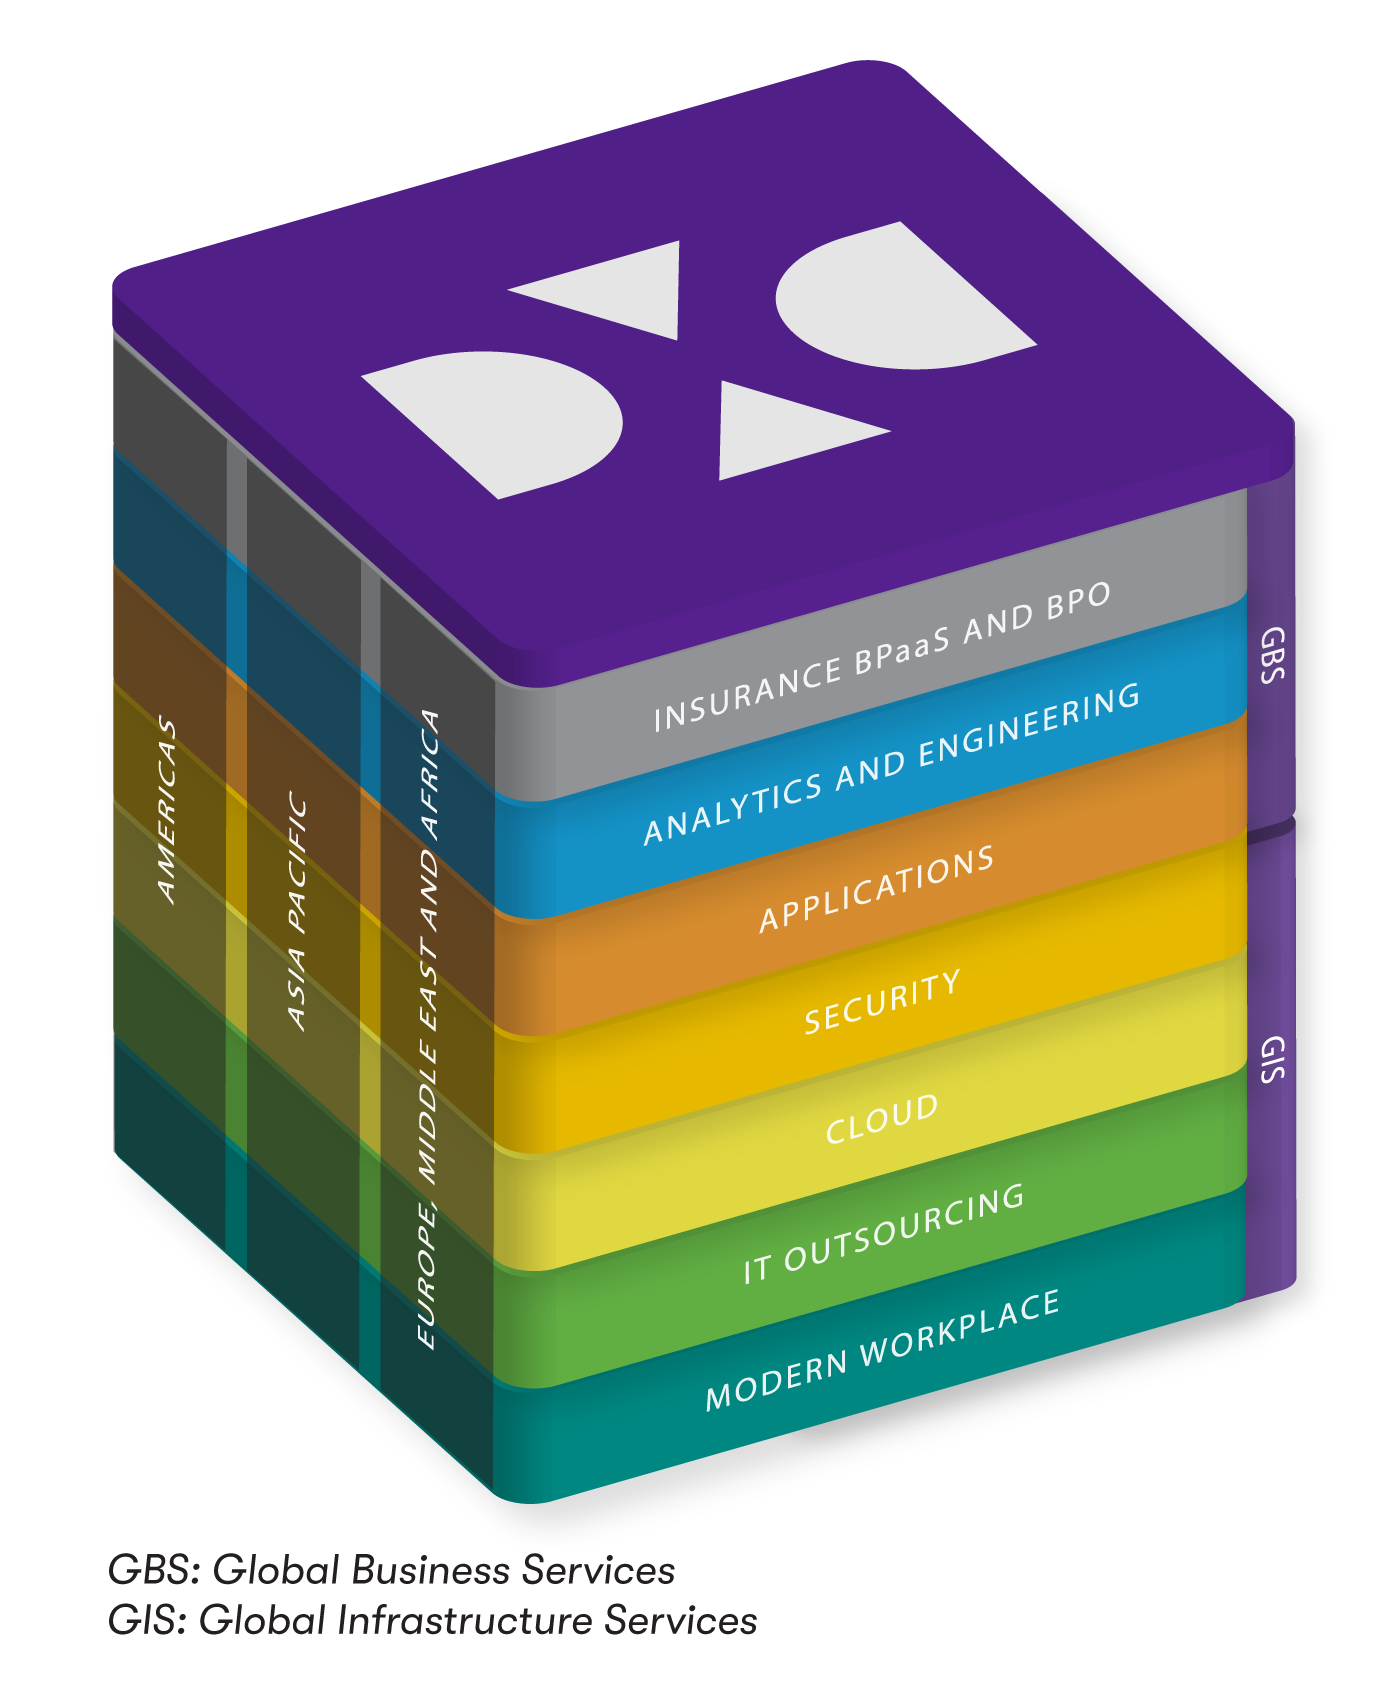 DXC
INSURANCE BPaaS AND BPO
ANALYTICS AND ENGINEERING
APPLICATIONS
SECURITY
CLOUD
IT OUTSOURCING
MODERN WORKPLACE
GBS
GIS
AMERICAS
ASIA PACIFIC
EUROPE, MIDDLE EAST AND AFRICA
GBS: Global Business Services
GIS: Global Infrastructure Services